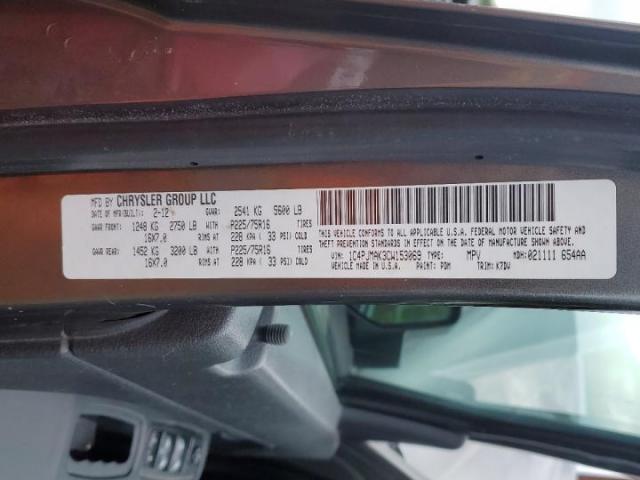 MFD BY CHRYSLER GROUP LLC
DATE OF MFR(BUILT): 2-12 GVWR: 2541 KG 5600 LB
GAWR FRONT: 1248 KG 2750 LB WITH P225/75R16 TIRES
16X7.0 RIMS AT 228 KPA ( 33 PSI) COLD
GAWR REAR: 1452 KG 3200 LB WITH P225/75R16 TIRES
16X7.0 RIMS AT 228 KPA ( 33 PSI) COLD
THIS VEHICLE CONFORMS TO ALL APPLICABLE U.S.A. FEDERAL MOTOR VEHICLE SAFETY AND
THEFT PREVENTION STANDARDS IN EFFECT ON THE DATE OF MANUFACTURE SHOWN ABOVE.
VIN: 1C4PJMAK3CW153069 TYPE: MPV MDH:021111 654AA
VEHICLE MADE IN U.S.A. PAINT: PDM TRIM: K7DV